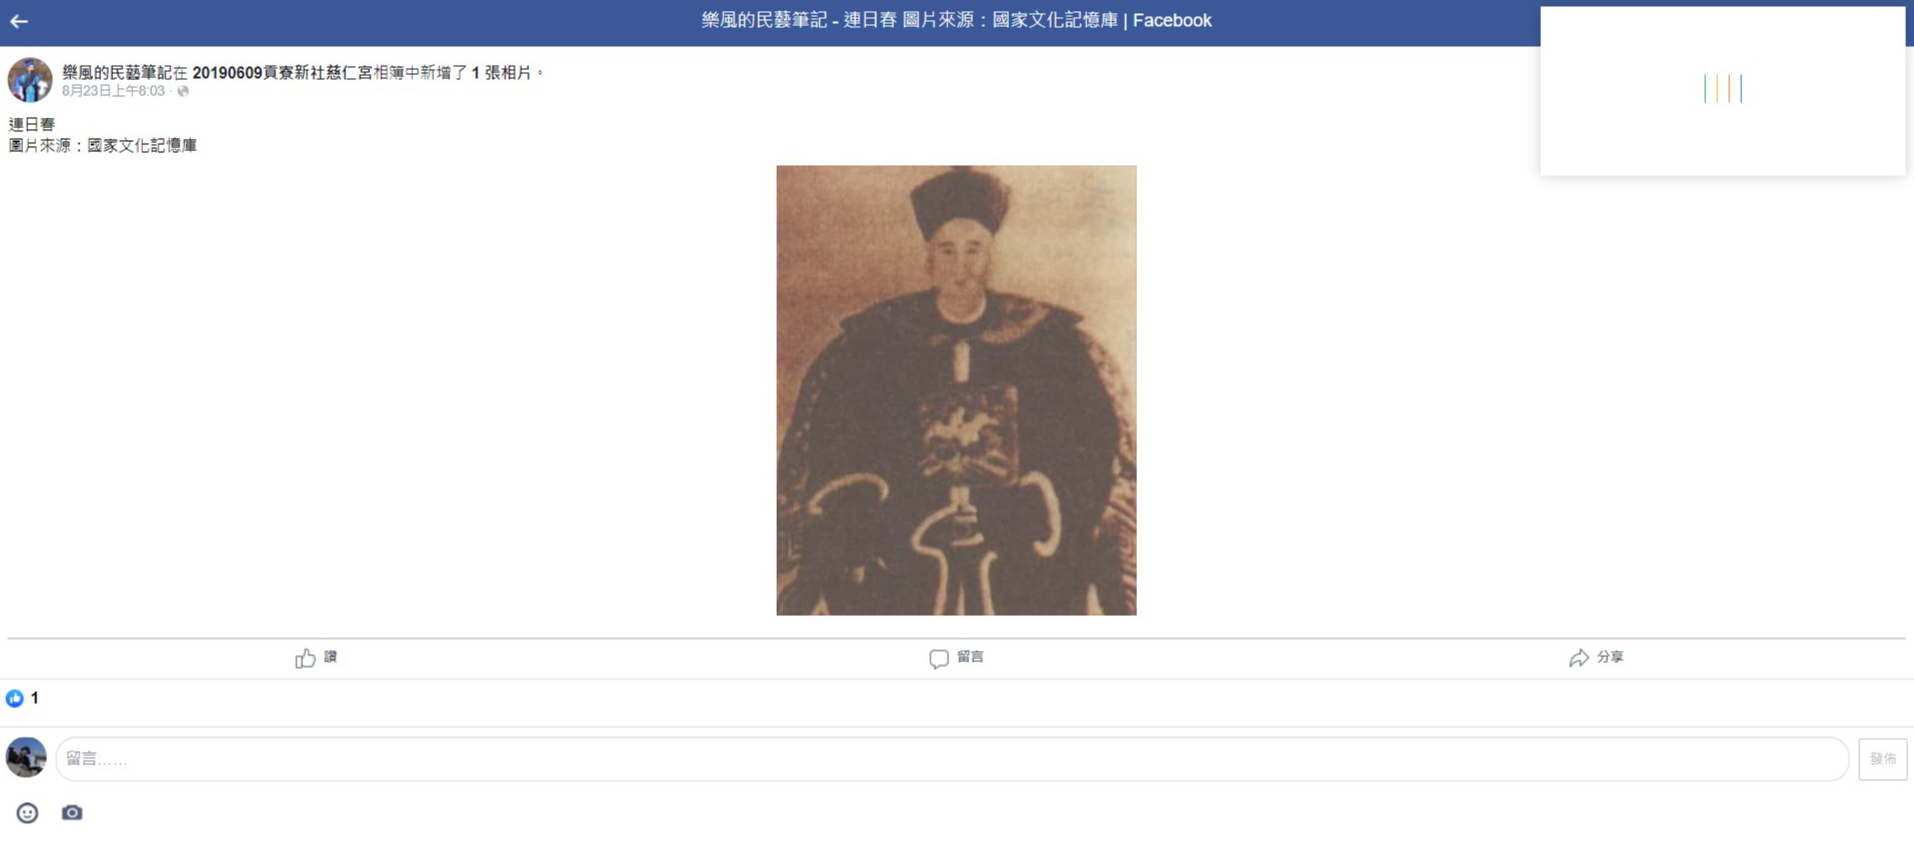 樂風的民藝筆記 - 連日春 圖片來源：國家文化記憶庫 | Facebook
樂風的民藝筆記在 20190609貢寮新社慈仁宮相簿中新增了 1 張相片。
8月23日上午8:03 ·
連日春
圖片來源：國家文化記憶庫
讚
留言
分享
1
留言……
發佈